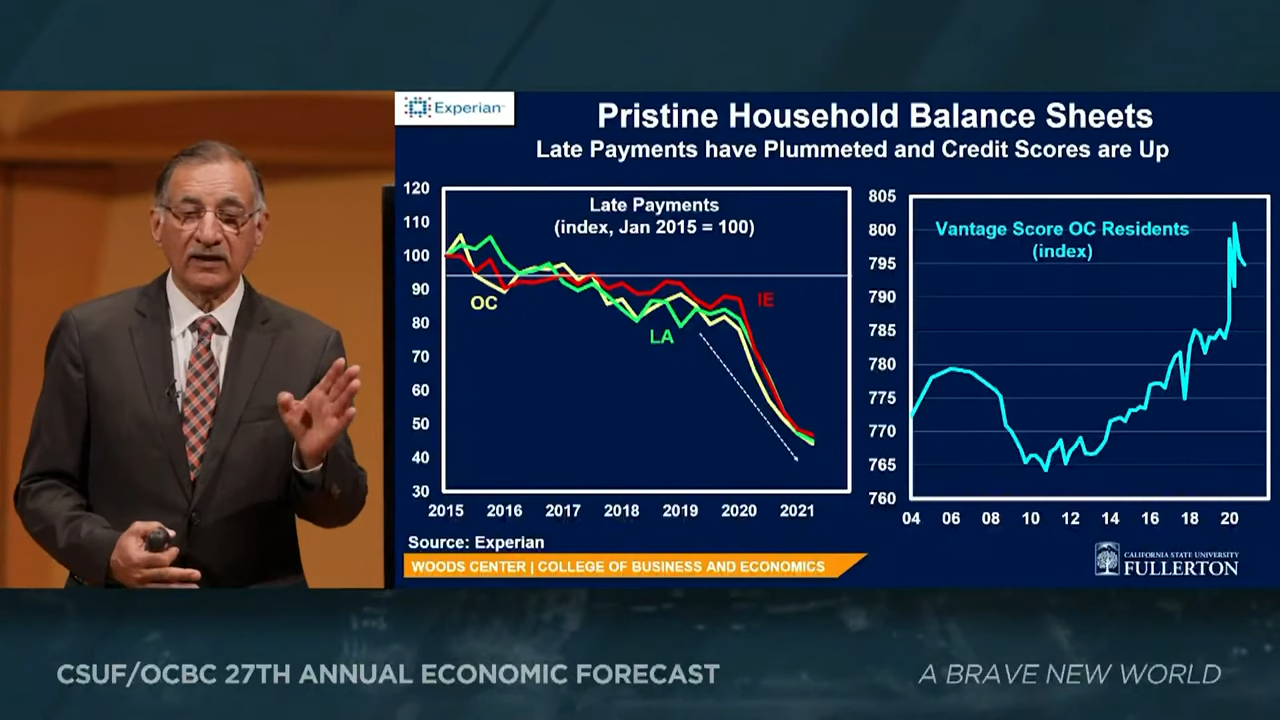 Experian
Pristine Household Balance Sheets
Late Payments have Plummeted and Credit Scores are Up
Late Payments
(index, Jan 2015 = 100)
120
110
100
90
80
70
60
50
40
30
OC
LA
IE
2015 2016 2017 2018 2019 2020 2021
Vantage Score OC Residents
(index)
805
800
795
790
785
780
775
770
765
760
04 06 08 10 12 14 16 18 20
Source: Experian
WOODS CENTER | COLLEGE OF BUSINESS AND ECONOMICS
CALIFORNIA STATE UNIVERSITY
FULLERTON
CSUF/OCBC 27TH ANNUAL ECONOMIC FORECAST
A BRAVE NEW WORLD